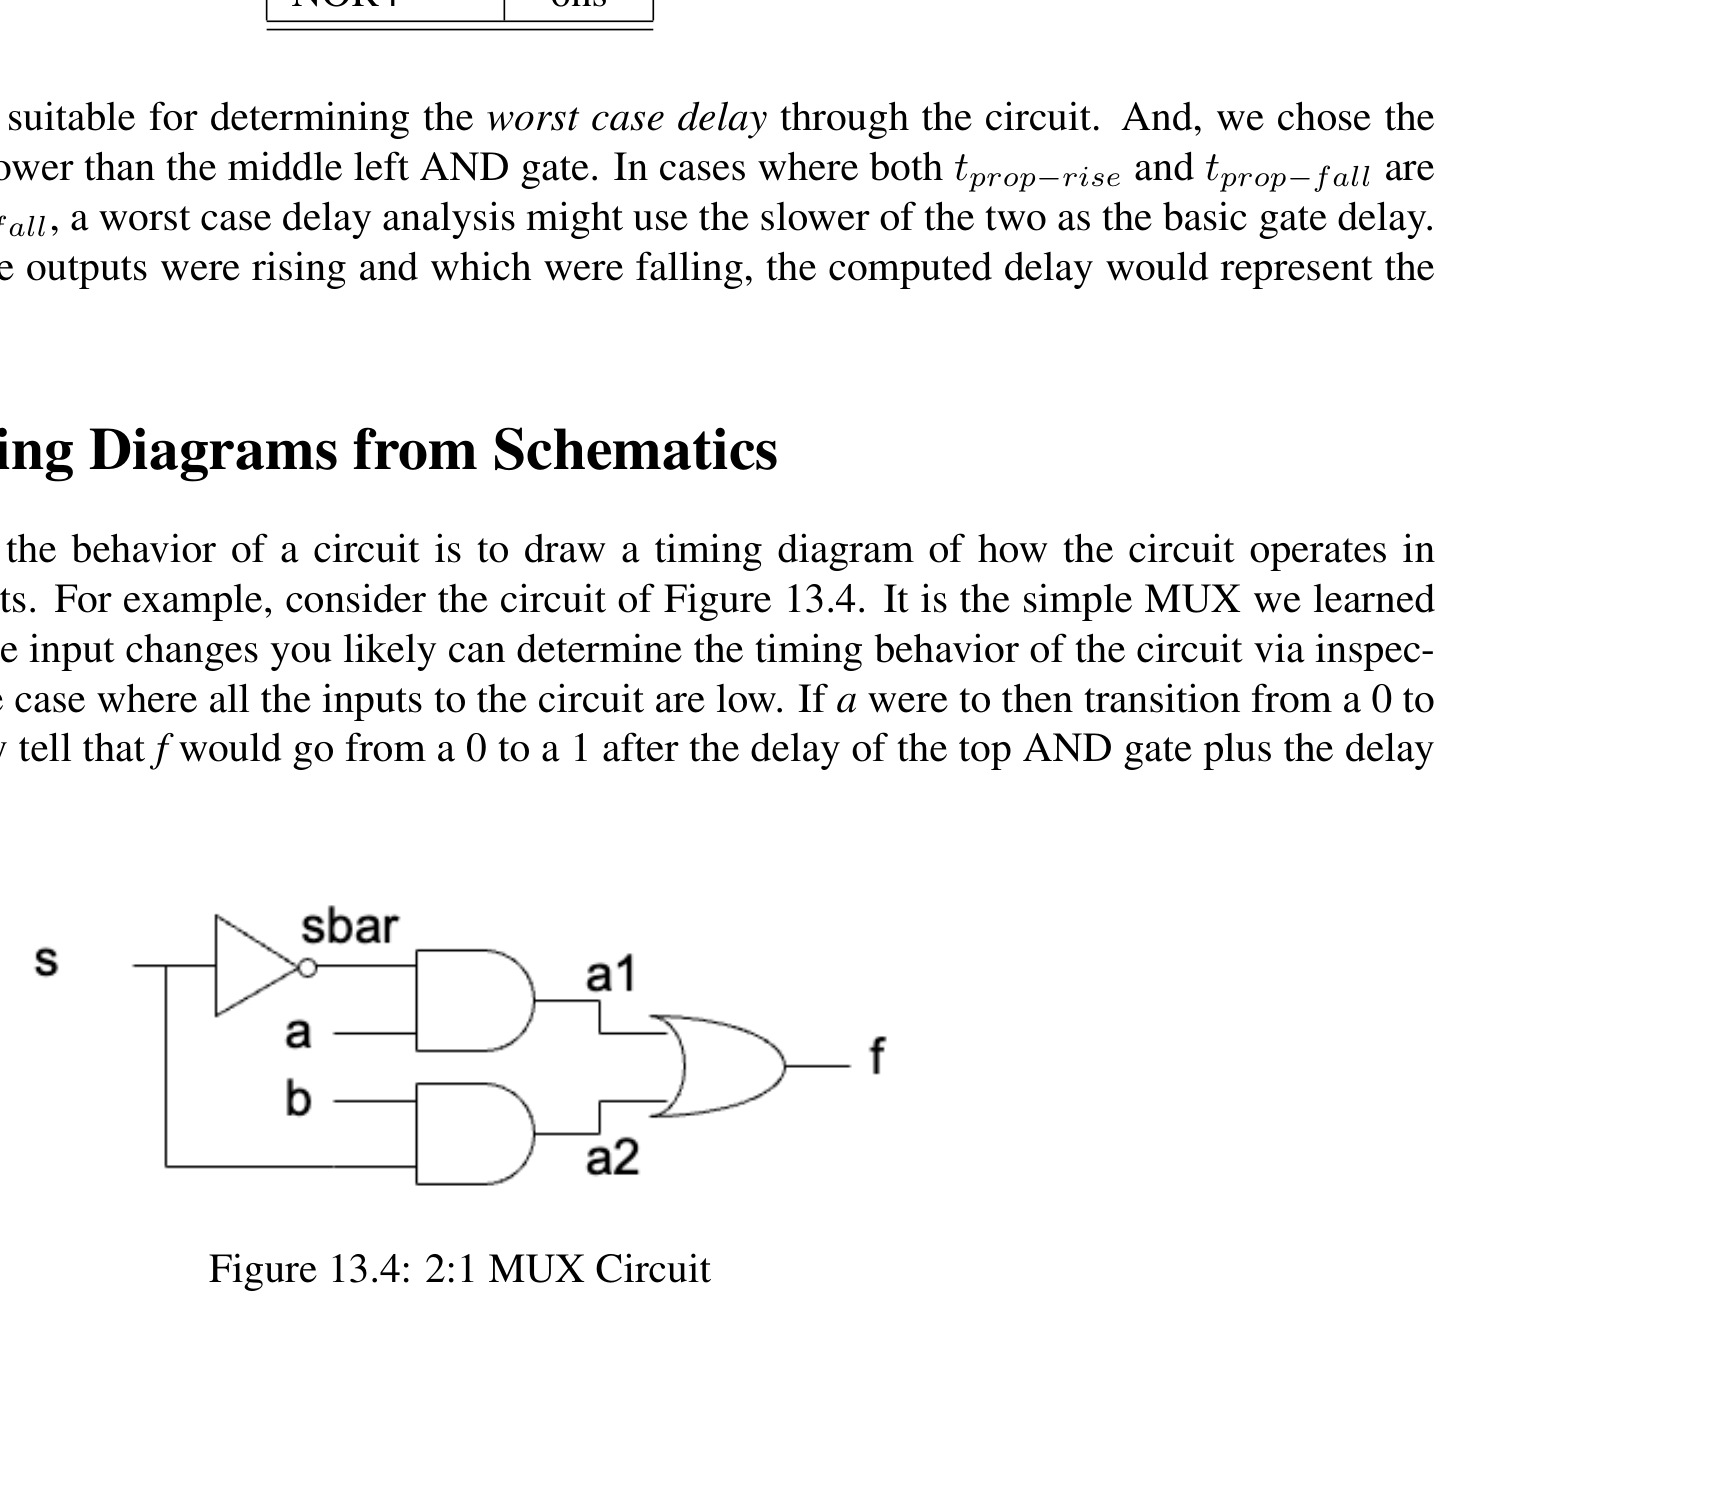 suitable for determining the worst case delay through the circuit. And, we chose the
ower than the middle left AND gate. In cases where both t_{prop−rise} and t_{prop−fall} are
fall, a worst case delay analysis might use the slower of the two as the basic gate delay.
e outputs were rising and which were falling, the computed delay would represent the
ing Diagrams from Schematics
the behavior of a circuit is to draw a timing diagram of how the circuit operates in
ts. For example, consider the circuit of Figure 13.4. It is the simple MUX we learned
e input changes you likely can determine the timing behavior of the circuit via inspec-
e case where all the inputs to the circuit are low. If a were to then transition from a 0 to
y tell that f would go from a 0 to a 1 after the delay of the top AND gate plus the delay
sbar
s
a1
a
f
b
a2
Figure 13.4: 2:1 MUX Circuit